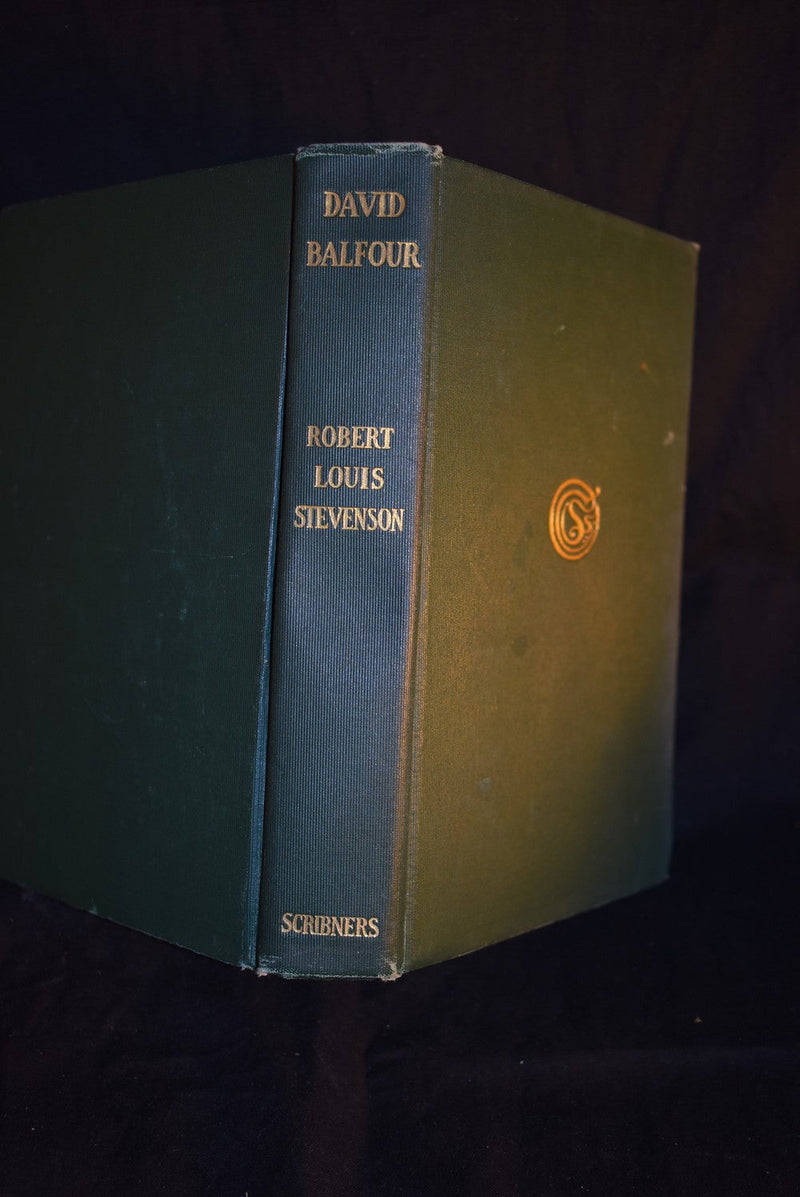 DAVID
BALFOUR
ROBERT
LOUIS
STEVENSON
SCRIBNERS